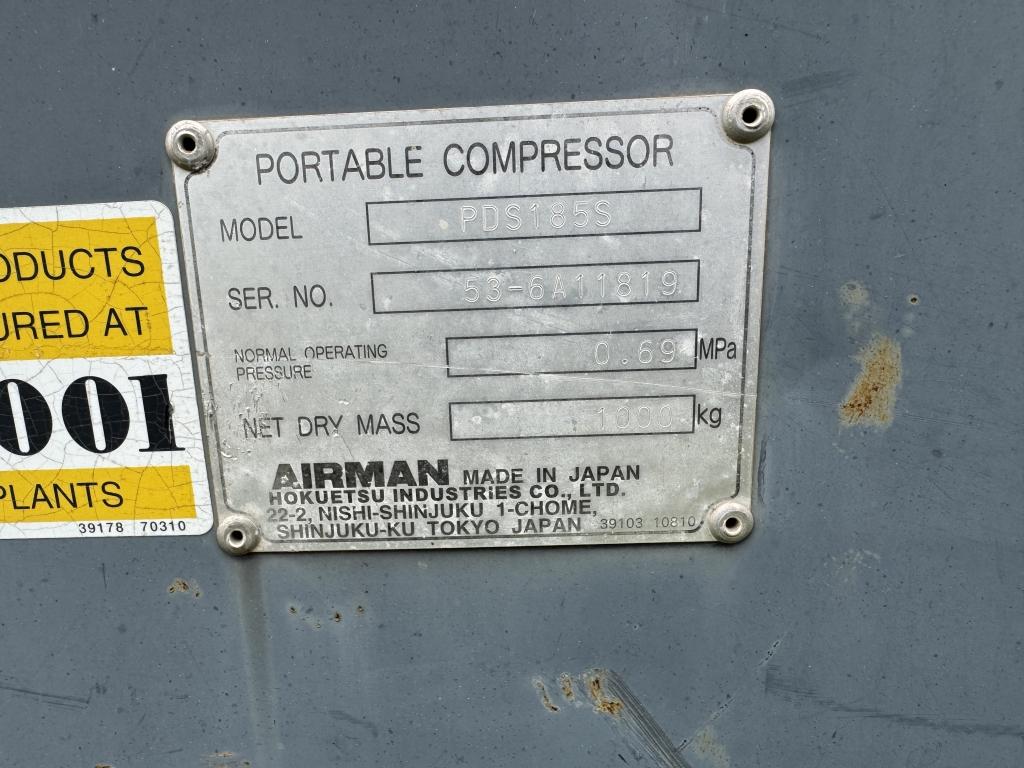 PORTABLE COMPRESSOR
MODEL PDS185S
SER. NO. 53-6A11819
NORMAL OPERATING
PRESSURE 0.69 MPa
NET DRY MASS 1000 kg
AIRMAN MADE IN JAPAN
HOKUETSU INDUSTRIES CO., LTD.
22-2, NISHI-SHINJUKU 1-CHOME,
SHINJUKU-KU TOKYO JAPAN 39103 10810
ODUCTS
URED AT
001
PLANTS
39178 70310